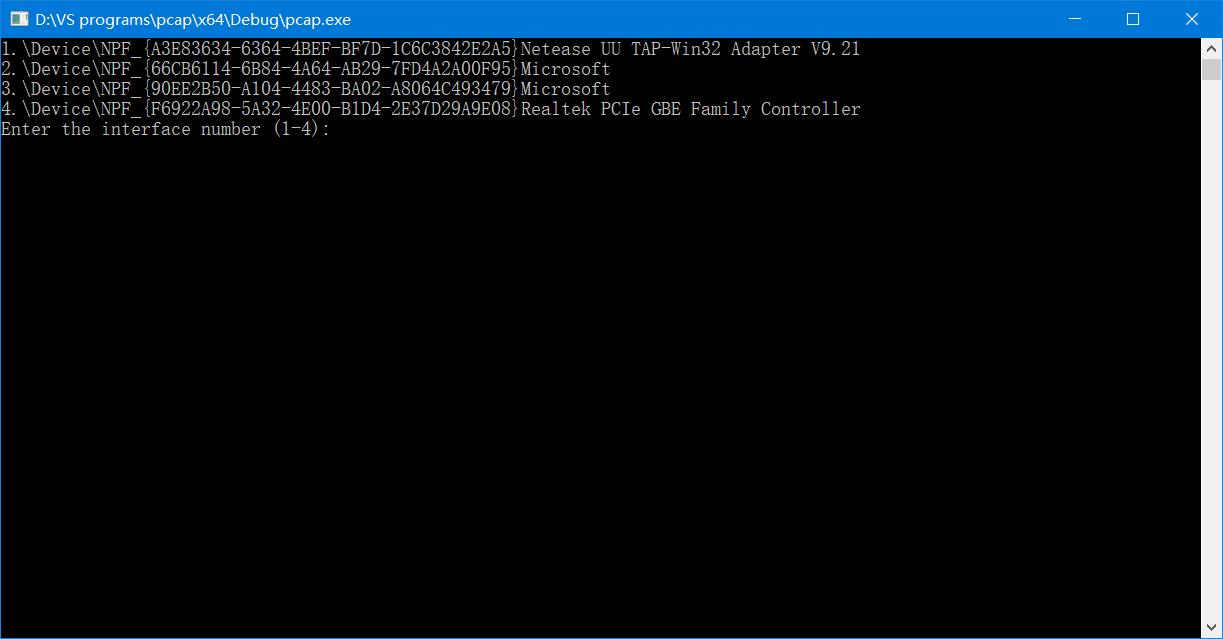 D:\VS programs\pcap\x64\Debug\pcap.exe
1.\Device\NPF_{A3E83634-6364-4BEF-BF7D-1C6C3842E2A5}Netease UU TAP-Win32 Adapter V9.21
2.\Device\NPF_{66CB6114-6B84-4A64-AB29-7FD4A2A00F95}Microsoft
3.\Device\NPF_{90EE2B50-A104-4483-BA02-A8064C493479}Microsoft
4.\Device\NPF_{F6922A98-5A32-4E00-B1D4-2E37D29A9E08}Realtek PCIe GBE Family Controller
Enter the interface number (1-4):